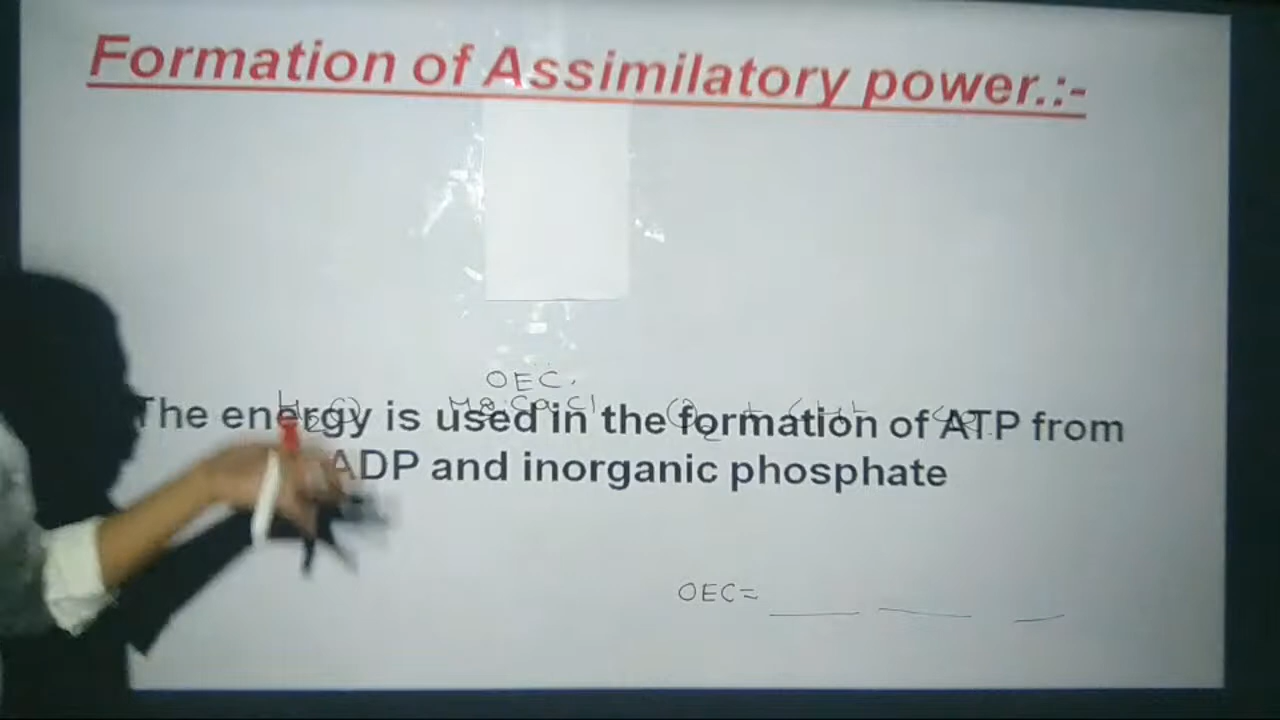 Formation of Assimilatory power.:-
OEC.
The energy is used in the formation of ATP from
ADP and inorganic phosphate
OEC=